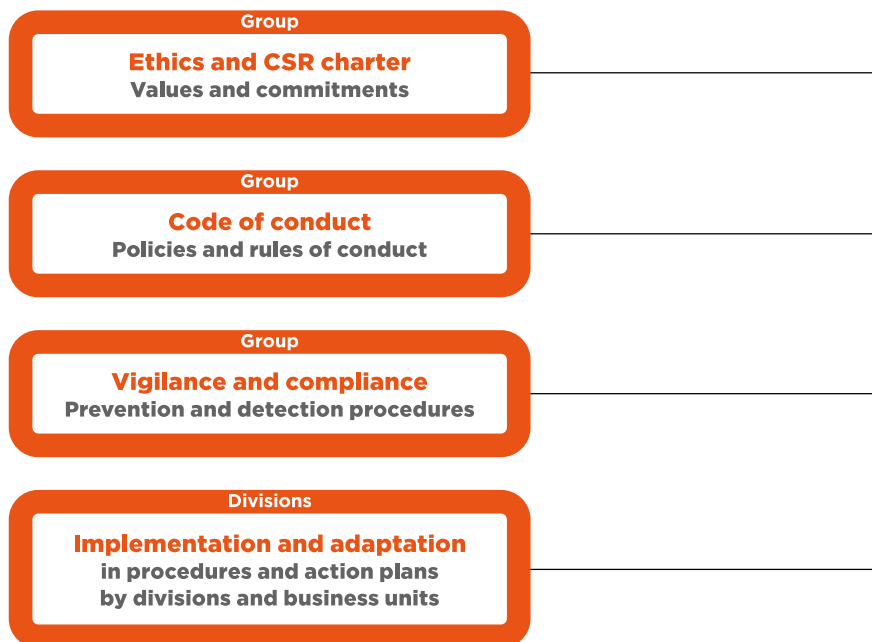 Group
Ethics and CSR charter
Values and commitments
Group
Code of conduct
Policies and rules of conduct
Group
Vigilance and compliance
Prevention and detection procedures
Divisions
Implementation and adaptation
in procedures and action plans
by divisions and business units